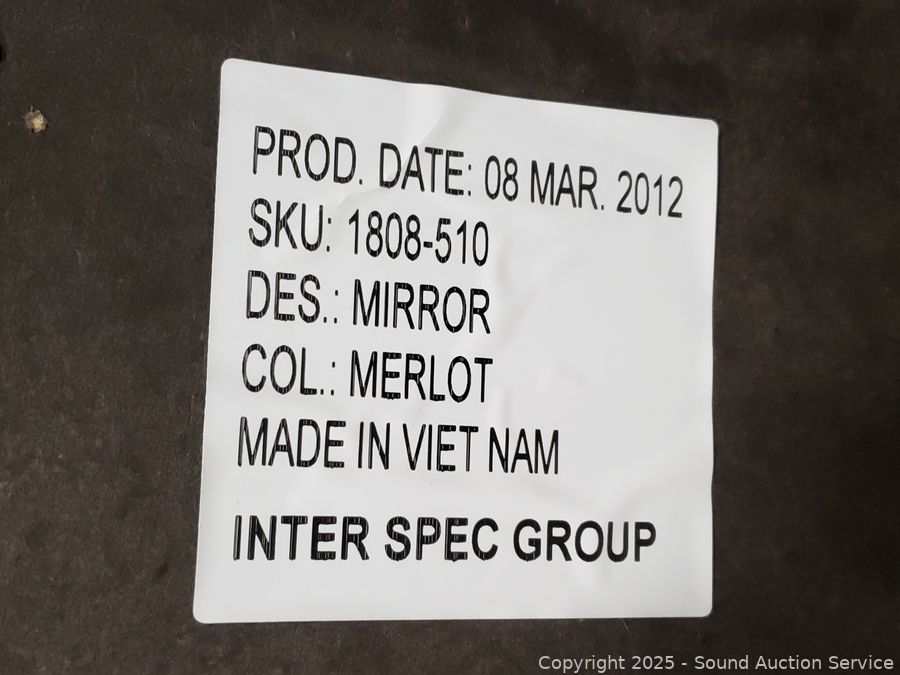 PROD. DATE: 08 MAR. 2012
SKU: 1808-510
DES.: MIRROR
COL.: MERLOT
MADE IN VIET NAM
INTER SPEC GROUP
Copyright 2025 - Sound Auction Service